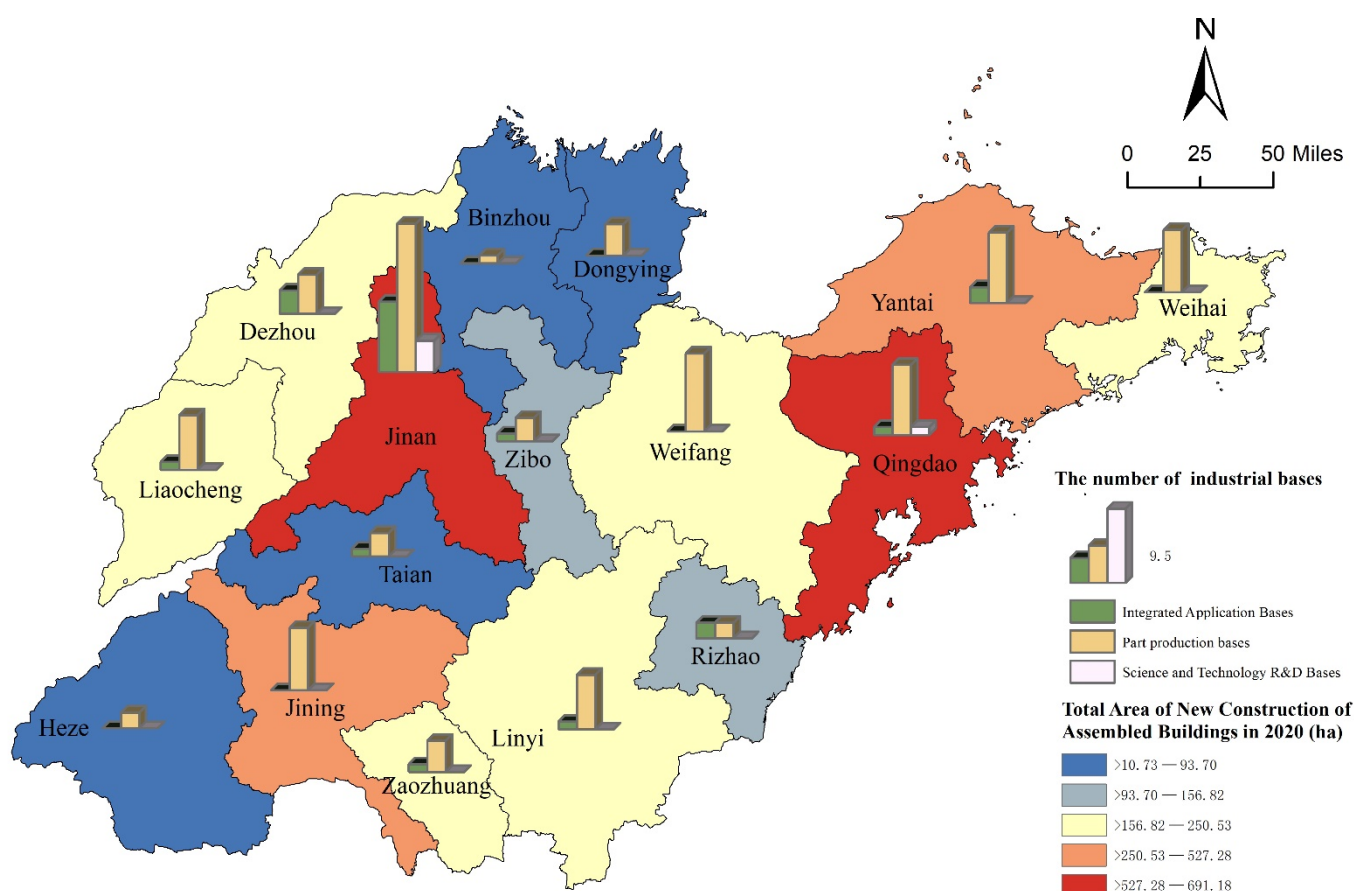 N
0 25 50 Miles
Binzhou
Dongying
Dezhou
Yantai
Weihai
Jinan
Zibo
Weifang
Qingdao
Liaocheng
Taian
Rizhao
Jining
Heze
Linyi
Zaozhuang
The number of industrial bases
9.5
Integrated Application Bases
Part production bases
Science and Technology R&D Bases
Total Area of New Construction of
Assembled Buildings in 2020 (ha)
>10.73—93.70
>93.70—156.82
>156.82—250.53
>250.53—527.28
>527.28—691.18